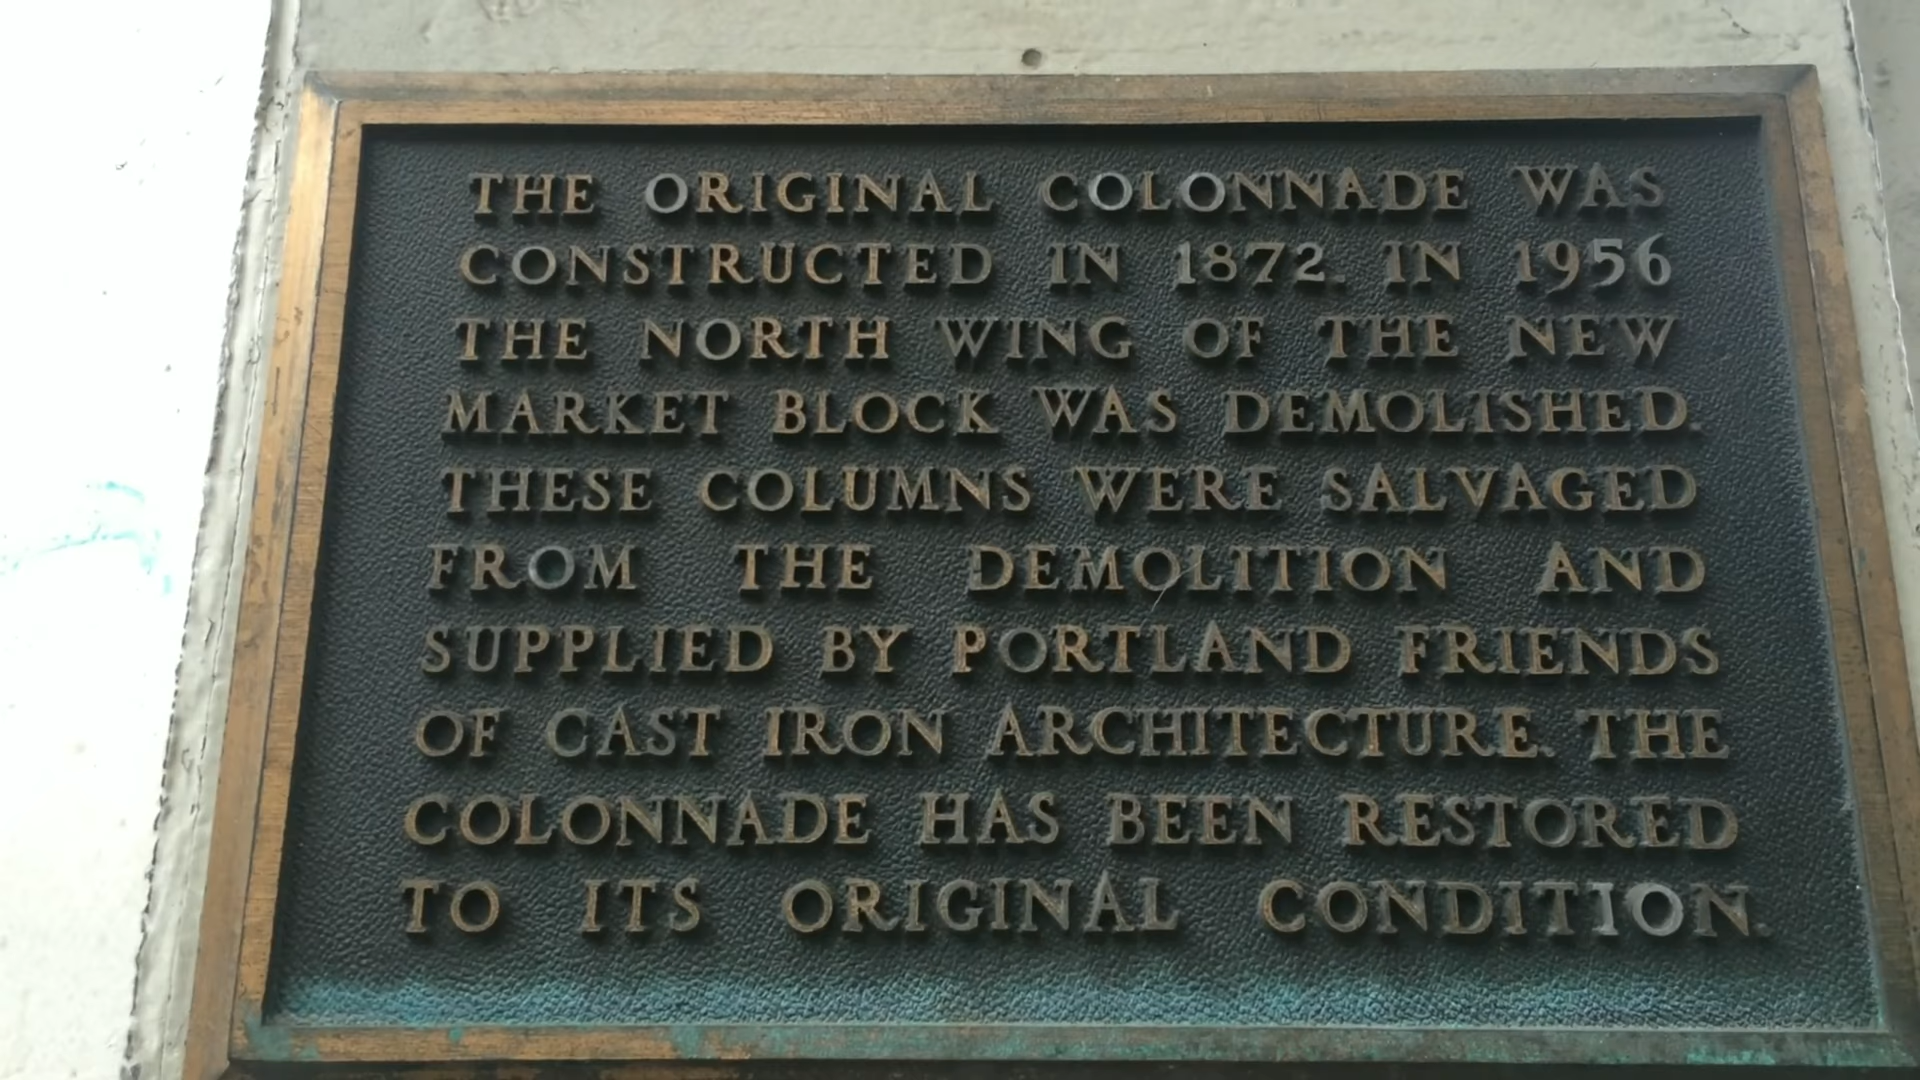 THE ORIGINAL COLONNADE WAS
CONSTRUCTED IN 1872. IN 1956
THE NORTH WING OF THE NEW
MARKET BLOCK WAS DEMOLISHED.
THESE COLUMNS WERE SALVAGED
FROM THE DEMOLITION AND
SUPPLIED BY PORTLAND FRIENDS
OF CAST IRON ARCHITECTURE. THE
COLONNADE HAS BEEN RESTORED
TO ITS ORIGINAL CONDITION.